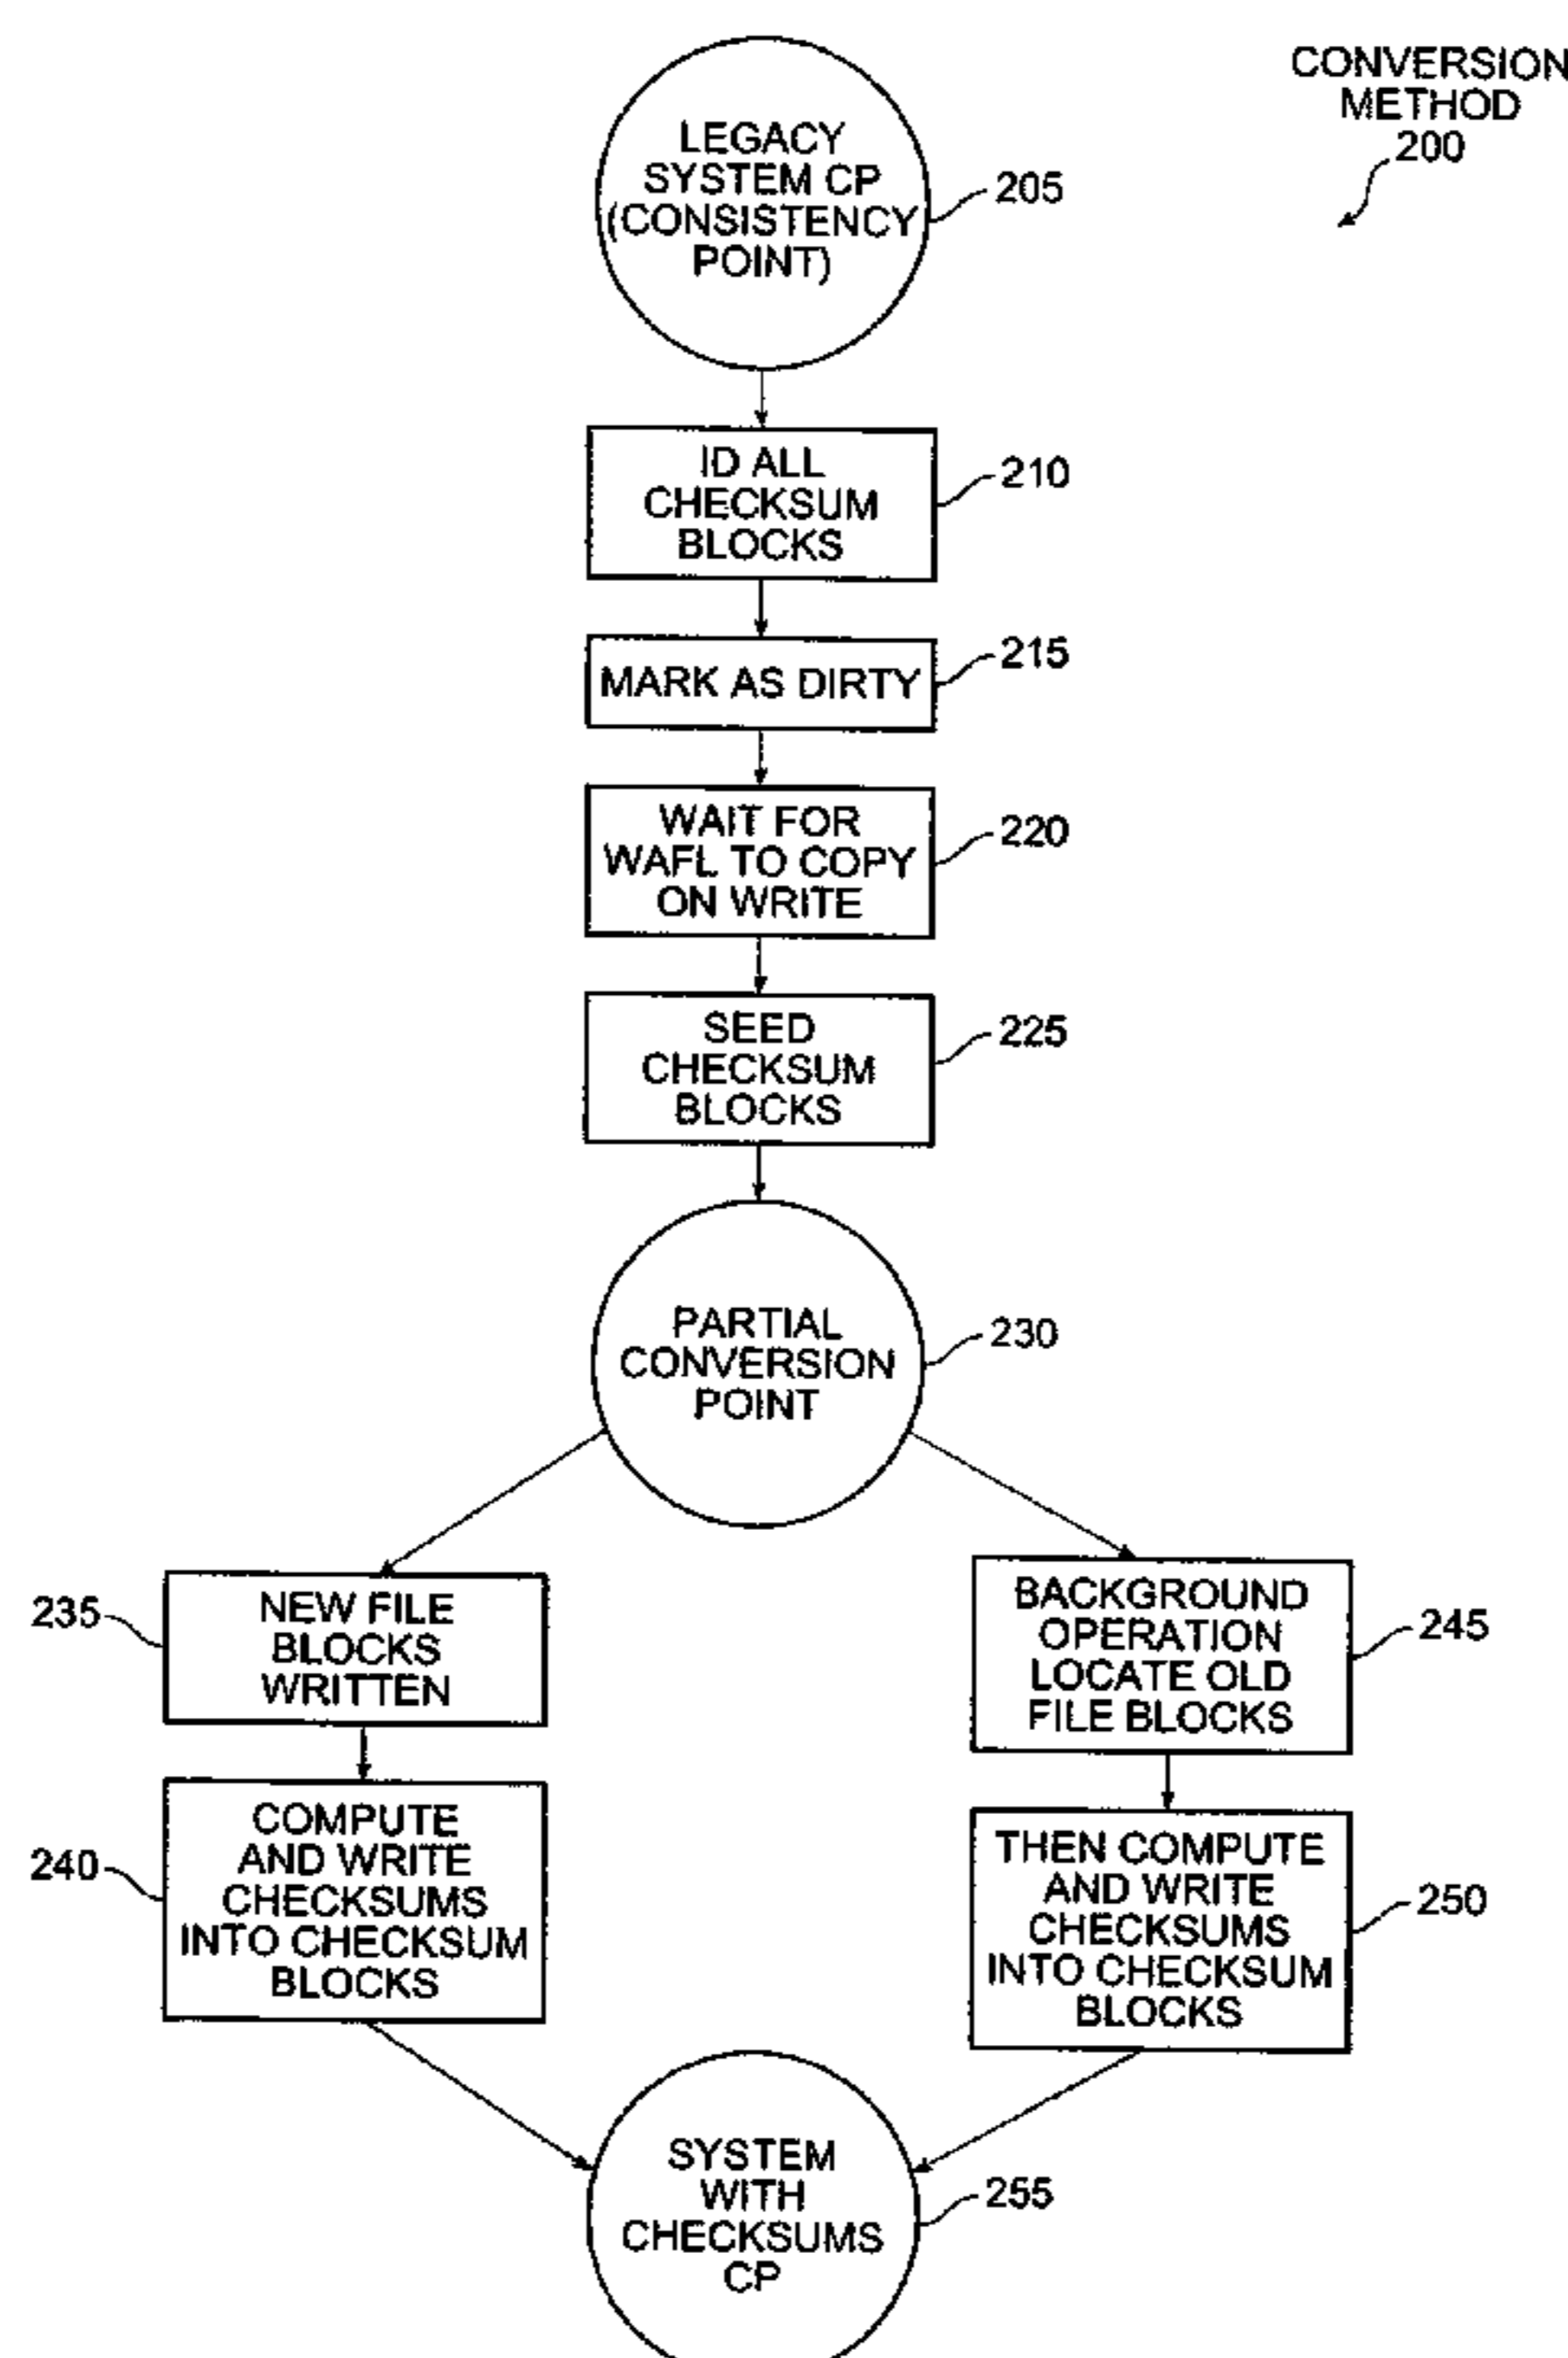 CONVERSION
METHOD
200
LEGACY
SYSTEM CP
(CONSISTENCY
POINT)
205
ID ALL
CHECKSUM
BLOCKS
210
MARK AS DIRTY
215
WAIT FOR
WAFL TO COPY
ON WRITE
220
SEED
CHECKSUM
BLOCKS
225
PARTIAL
CONVERSION
POINT
230
235
NEW FILE
BLOCKS
WRITTEN
BACKGROUND
OPERATION
LOCATE OLD
FILE BLOCKS
245
240
COMPUTE
AND WRITE
CHECKSUMS
INTO CHECKSUM
BLOCKS
THEN COMPUTE
AND WRITE
CHECKSUMS
INTO CHECKSUM
BLOCKS
250
SYSTEM
WITH
CHECKSUMS
CP
255